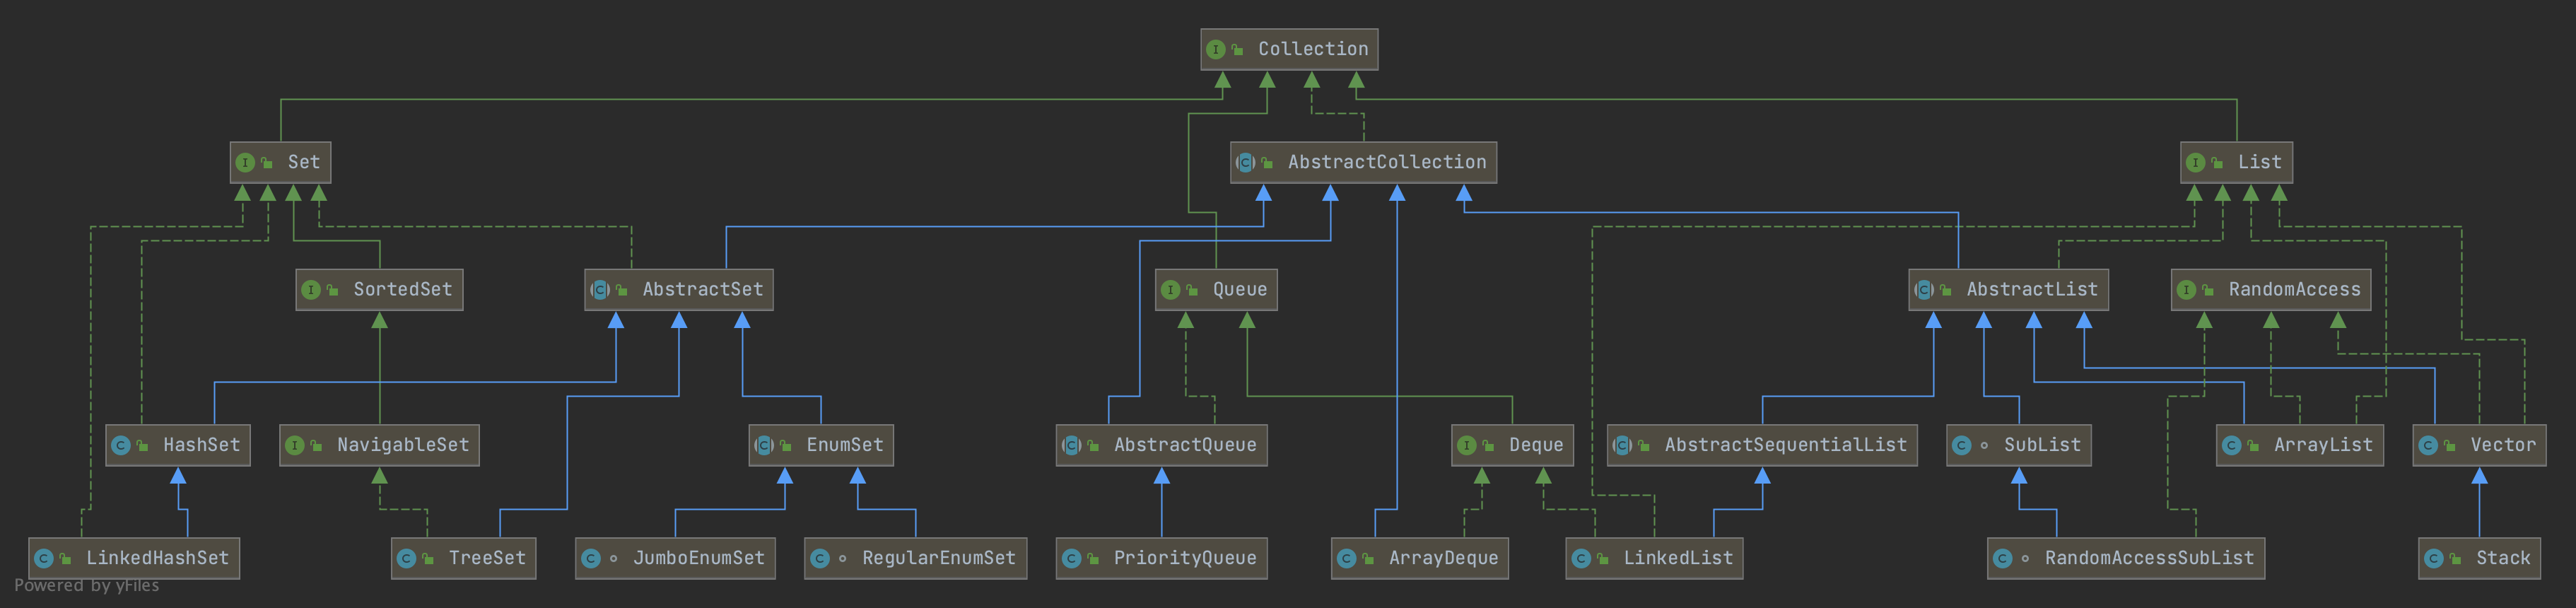 Collection
Set
AbstractCollection
List
SortedSet
AbstractSet
Queue
AbstractList
RandomAccess
HashSet
NavigableSet
EnumSet
AbstractQueue
Deque
AbstractSequentialList
SubList
ArrayList
Vector
LinkedHashSet
TreeSet
JumboEnumSet
RegularEnumSet
PriorityQueue
ArrayDeque
LinkedList
RandomAccessSubList
Stack
Powered by yFiles